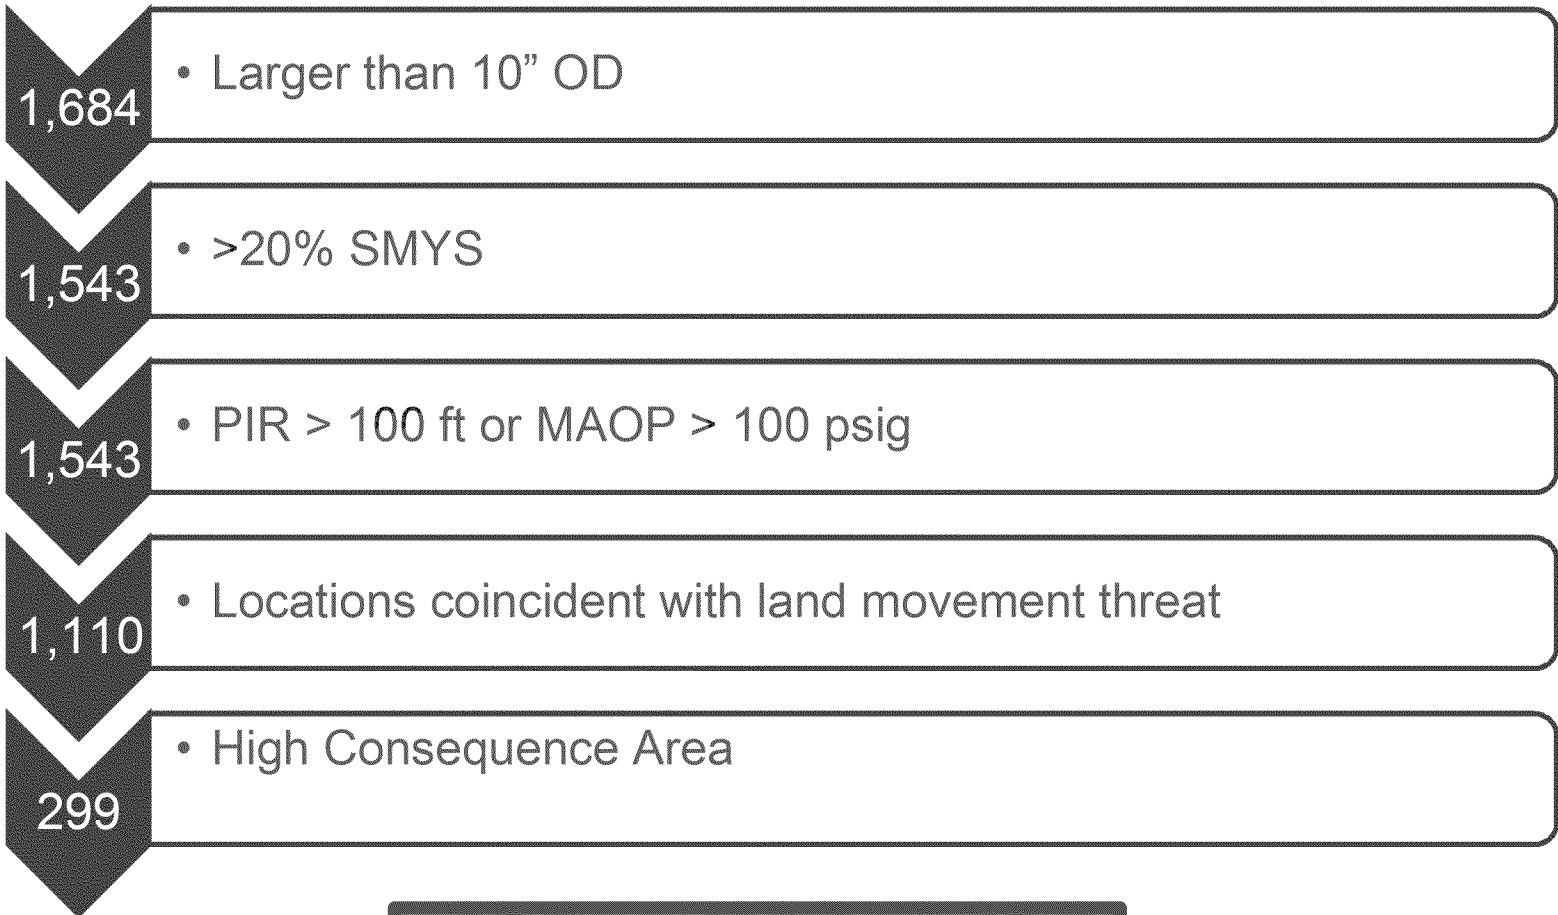 1,684
• Larger than 10” OD
1,543
• >20% SMYS
1,543
• PIR > 100 ft or MAOP > 100 psig
1,110
• Locations coincident with land movement threat
299
• High Consequence Area